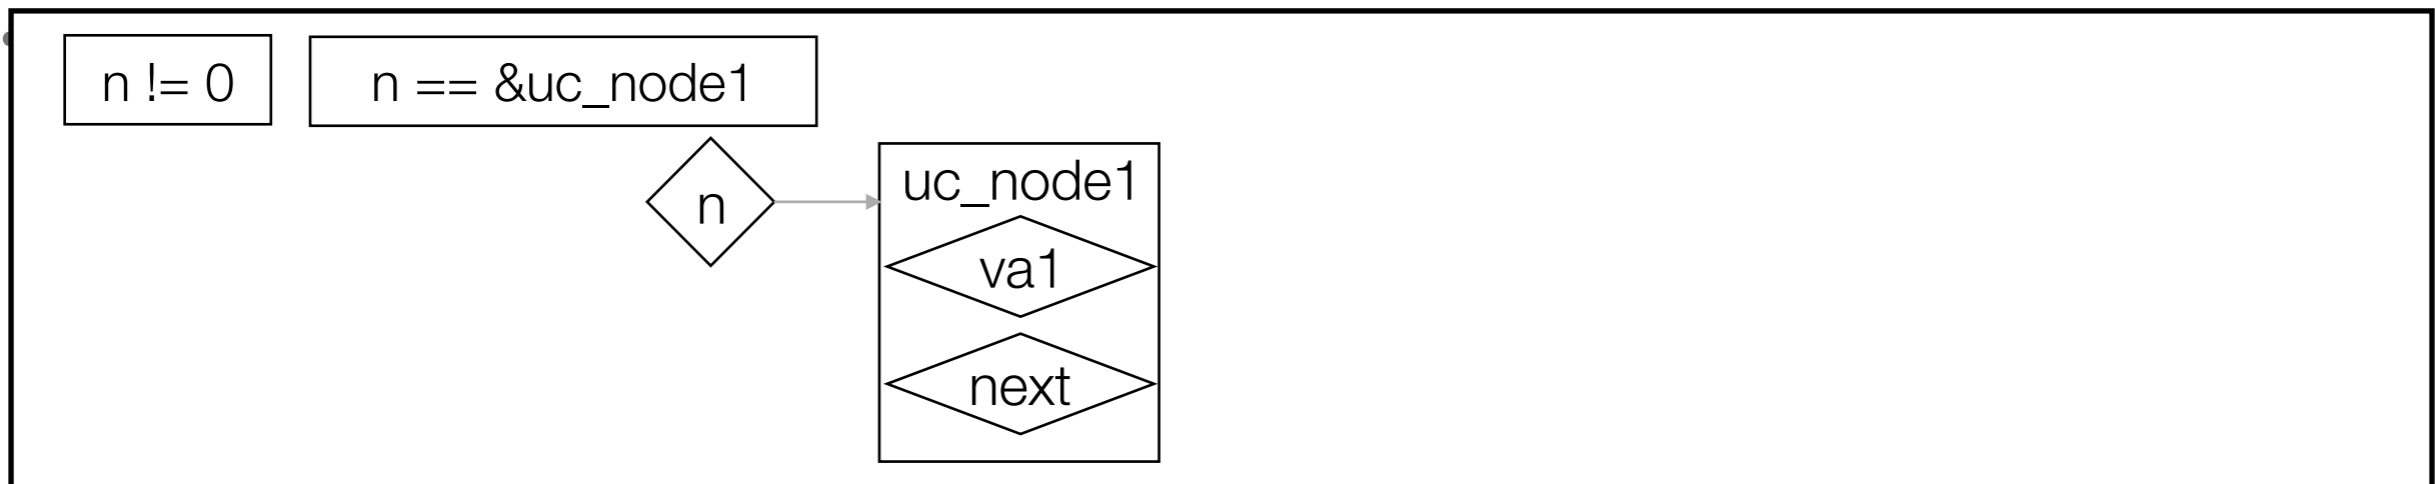 n != 0
n == &uc_node1
n
uc_node1
va1
next